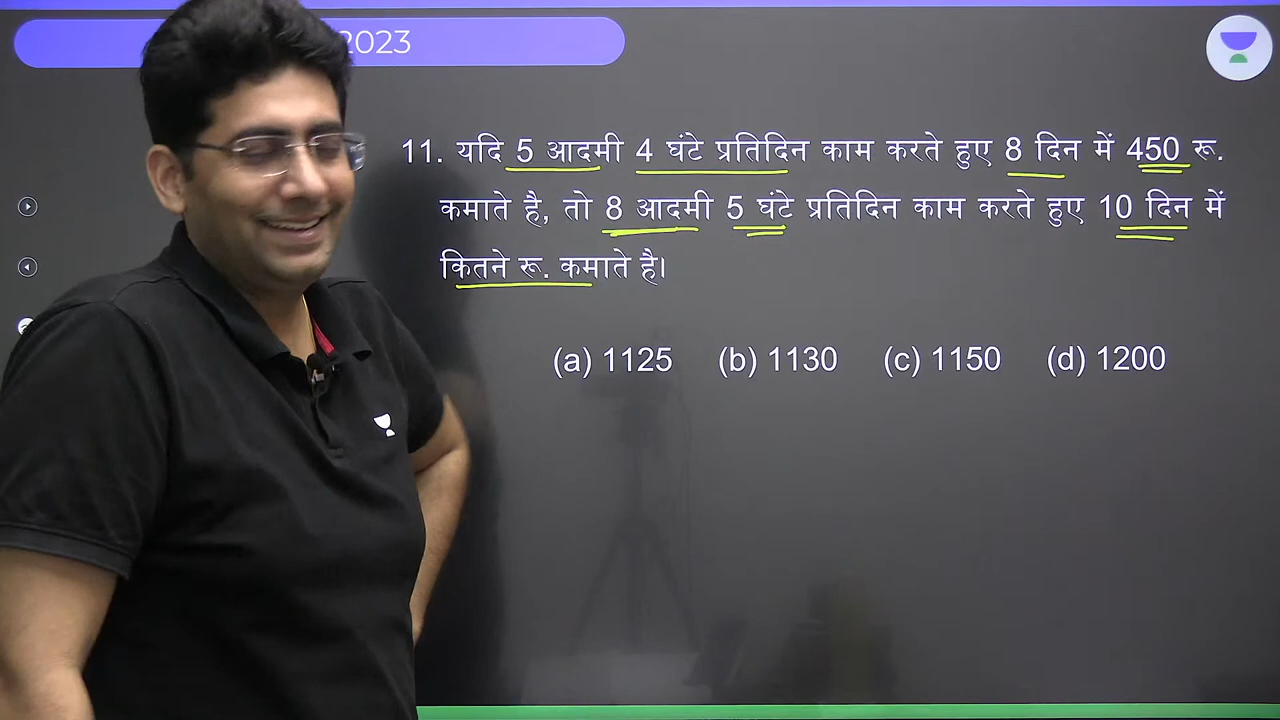 2023
11. यदि 5 आदमी 4 घंटे प्रतिदिन काम करते हुए 8 दिन में 450 रू.
कमाते है, तो 8 आदमी 5 घंटे प्रतिदिन काम करते हुए 10 दिन में
कितने रू. कमाते है।
(a) 1125 (b) 1130 (c) 1150 (d) 1200